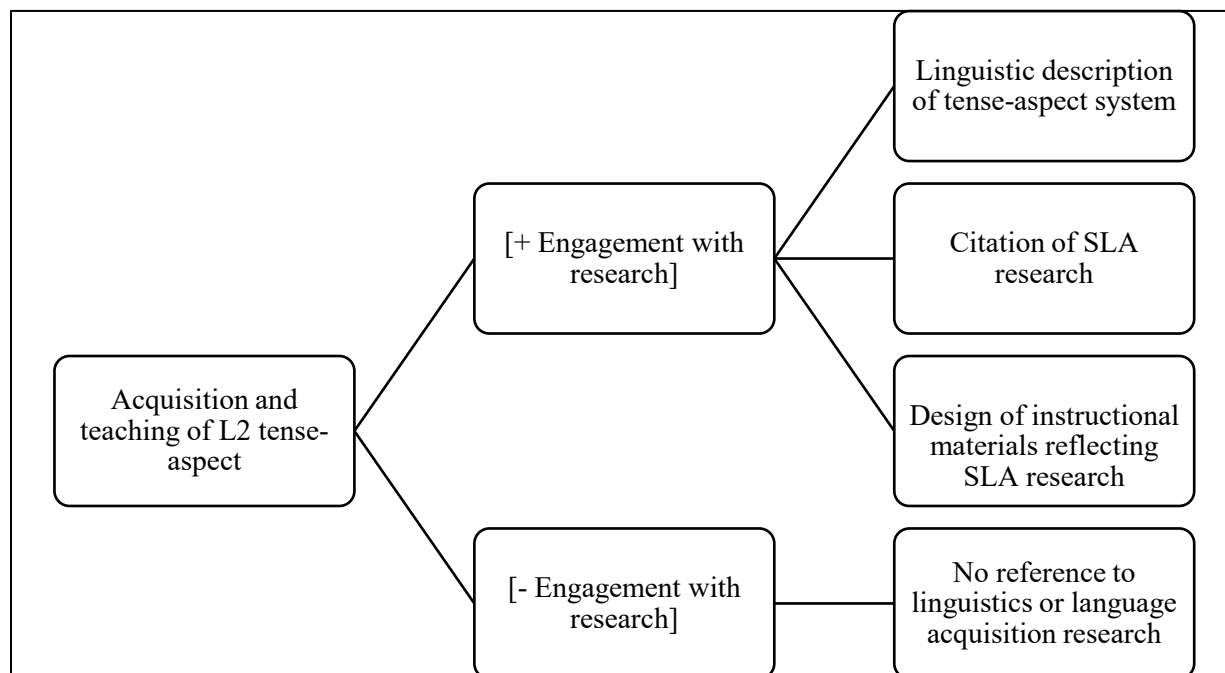 Acquisition and
teaching of L2 tense-
aspect
[+ Engagement with
research]
Linguistic description
of tense-aspect system
Citation of SLA
research
Design of instructional
materials reflecting
SLA research
[- Engagement with
research]
No reference to
linguistics or language
acquisition research